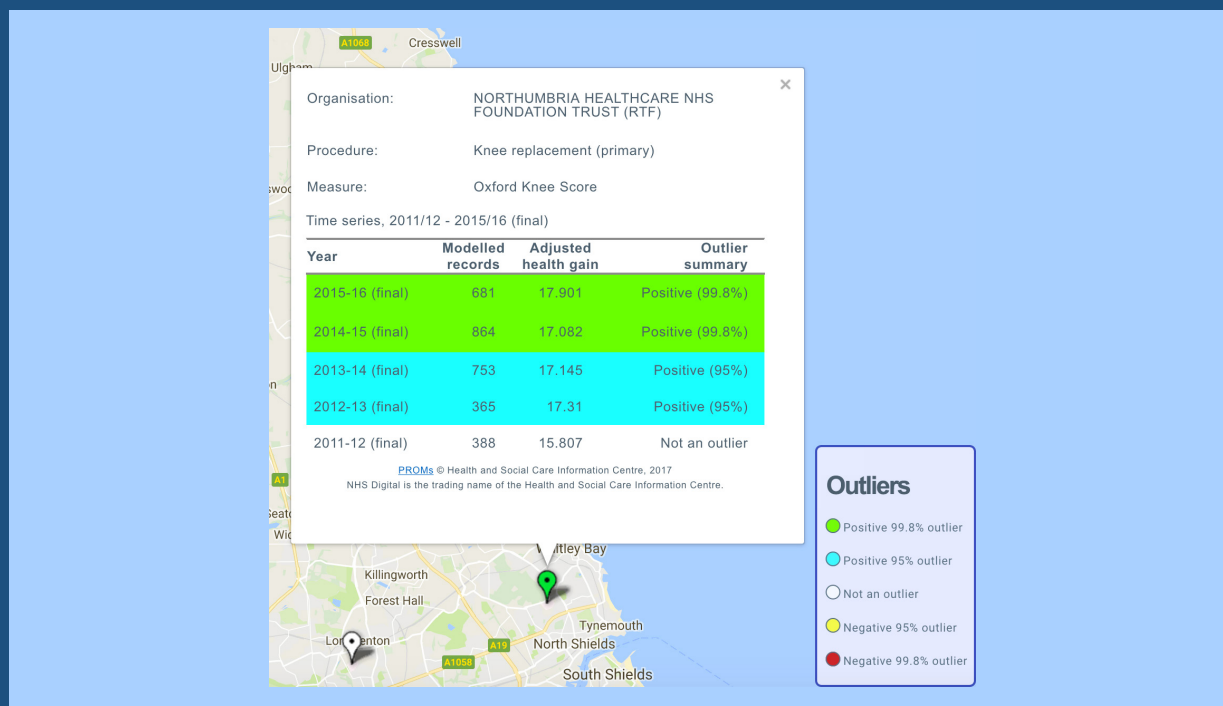 A1068
Cresswell
Ulgham
×
Organisation: NORTHUMBRIA HEALTHCARE NHS
FOUNDATION TRUST (RTF)
Procedure: Knee replacement (primary)
Measure: Oxford Knee Score
Time series, 2011/12 - 2015/16 (final)
Year Modelled records Adjusted health gain Outlier summary
2015-16 (final) 681 17.901 Positive (99.8%)
2014-15 (final) 864 17.082 Positive (99.8%)
2013-14 (final) 753 17.145 Positive (95%)
2012-13 (final) 365 17.31 Positive (95%)
2011-12 (final) 388 15.807 Not an outlier
PROMs © Health and Social Care Information Centre, 2017
NHS Digital is the trading name of the Health and Social Care Information Centre.
A1
Whitley Bay
Killingworth
Forest Hall
Tynemouth
North Shields
A19
A1058
South Shields
Outliers
Positive 99.8% outlier
Positive 95% outlier
Not an outlier
Negative 95% outlier
Negative 99.8% outlier